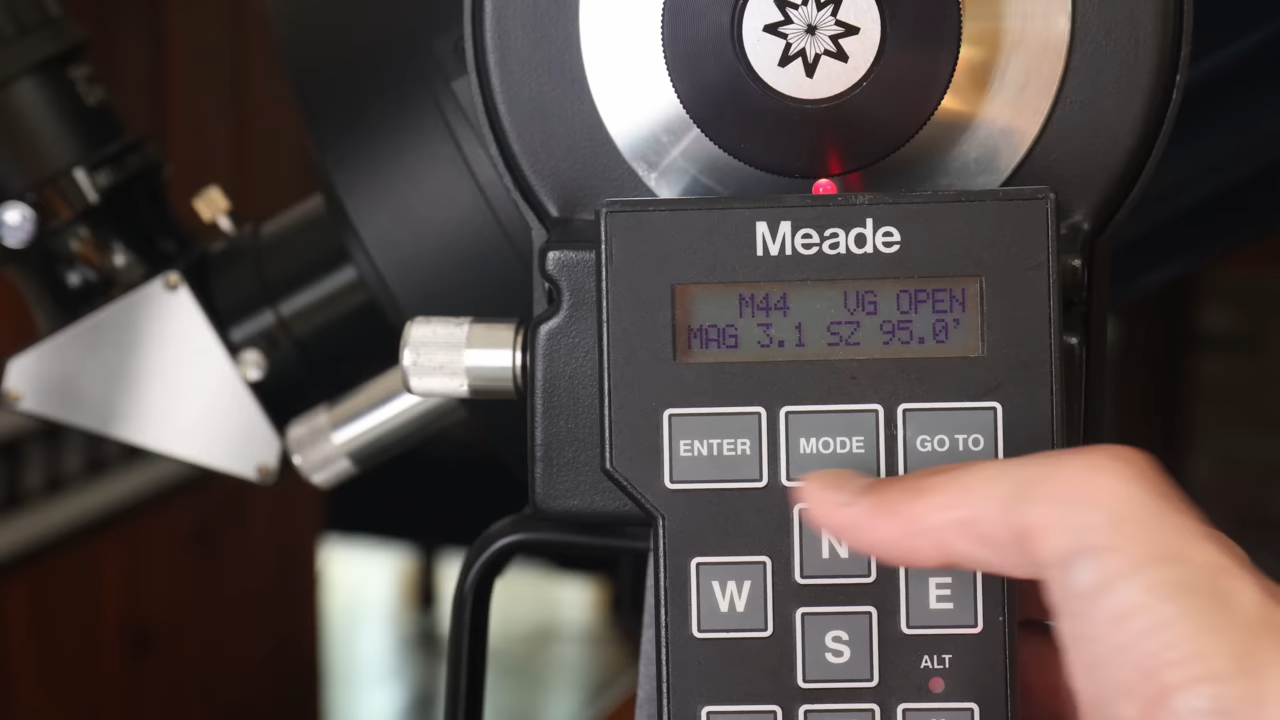 Meade
M44 VG OPEN
MAG 3.1 SZ 95.0'
ENTER MODE GO TO
N
W E
S
ALT